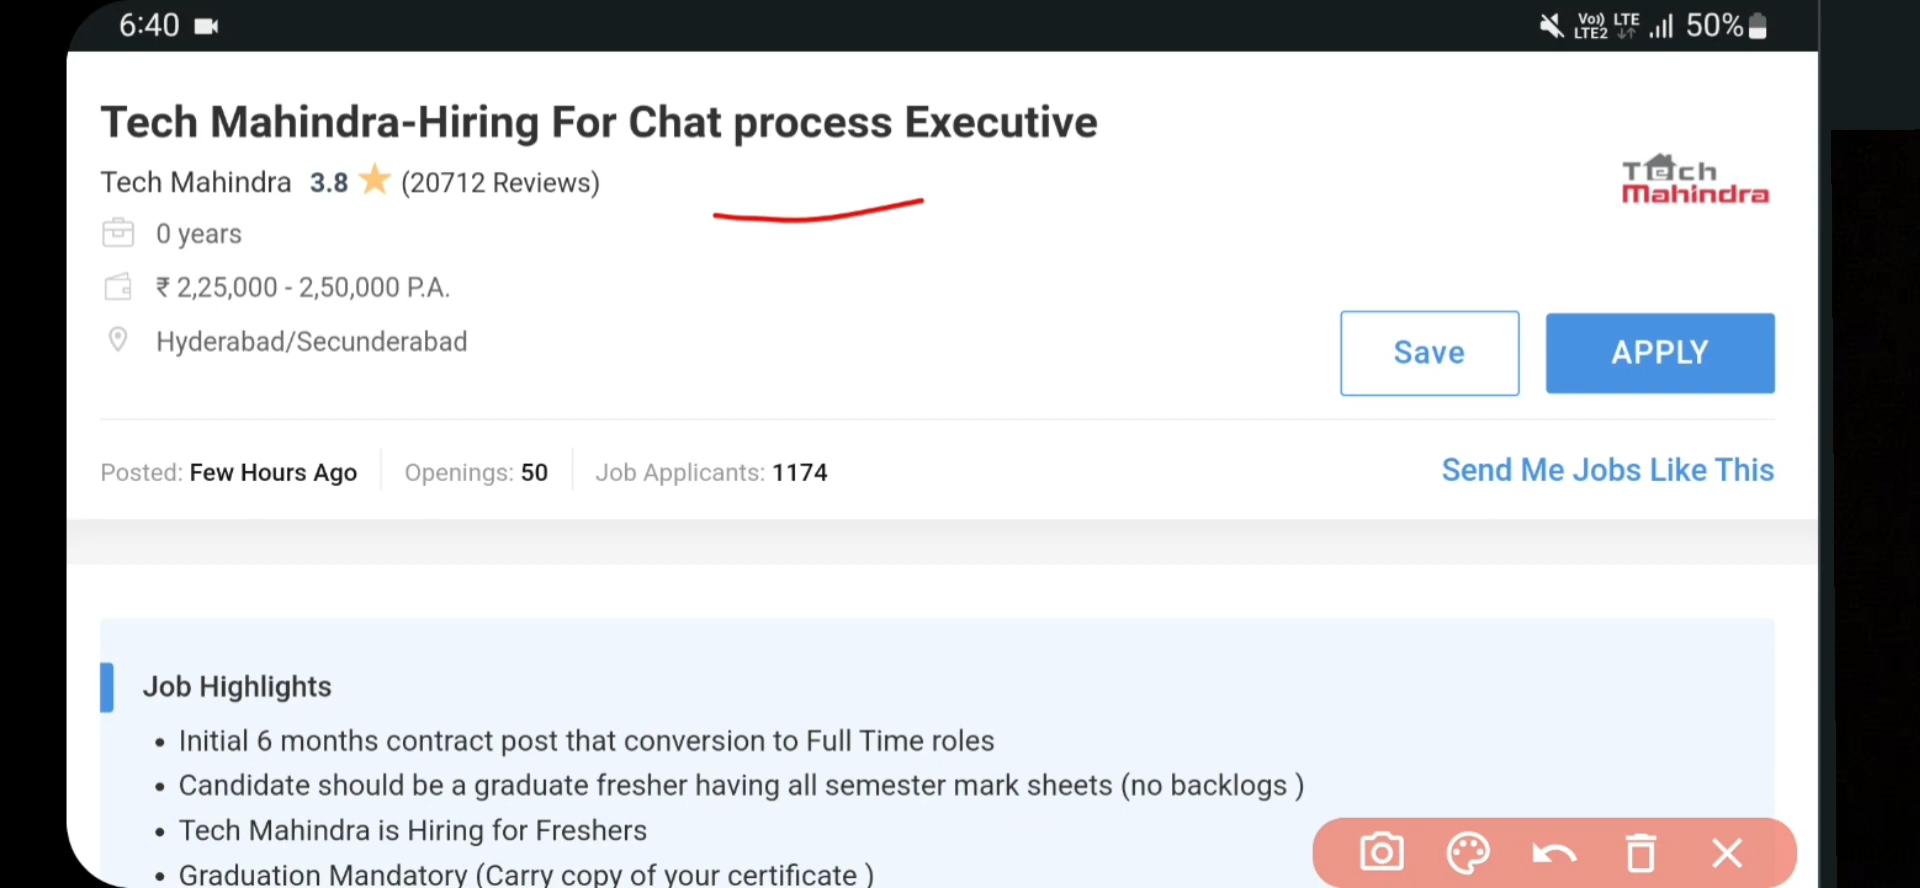 6:40 Vo)) LTE LTE2 50%
Tech Mahindra-Hiring For Chat process Executive
Tech Mahindra 3.8 (20712 Reviews)
Tech Mahindra
0 years
₹ 2,25,000 - 2,50,000 P.A.
Hyderabad/Secunderabad
Save APPLY
Posted: Few Hours Ago Openings: 50 Job Applicants: 1174 Send Me Jobs Like This
Job Highlights
• Initial 6 months contract post that conversion to Full Time roles
• Candidate should be a graduate fresher having all semester mark sheets (no backlogs )
• Tech Mahindra is Hiring for Freshers
• Graduation Mandatory (Carry copy of your certificate )